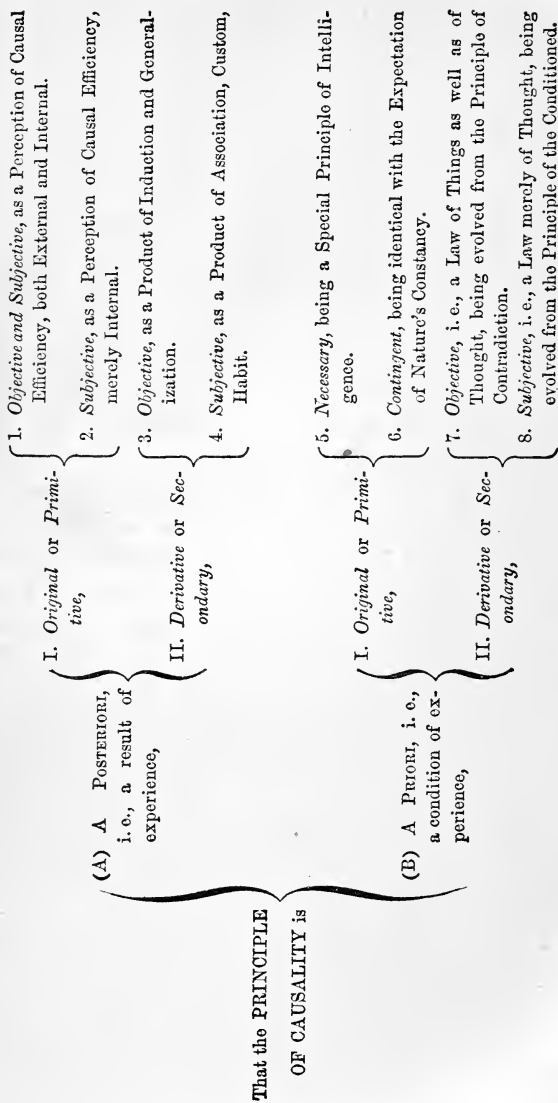 That the PRINCIPLE
OF CAUSALITY is
(A) A POSTERIORI,
i. e., a result of
experience,
I. Original or Primi-
tive,
1. Objective and Subjective, as a Perception of Causal
Efficiency, both External and Internal.
2. Subjective, as a Perception of Causal Efficiency,
merely Internal.
II. Derivative or Sec-
ondary,
3. Objective, as a Product of Induction and General-
ization.
4. Subjective, as a Product of Association, Custom,
Habit.
(B) A PRIORI, i. e.,
a condition of ex-
perience,
I. Original or Primi-
tive,
5. Necessary, being a Special Principle of Intelli-
gence.
6. Contingent, being identical with the Expectation
of Nature's Constancy.
II. Derivative or Sec-
ondary,
7. Objective, i. e., a Law of Things as well as of
Thought, being evolved from the Principle of
Contradiction.
8. Subjective, i. e., a Law merely of Thought, being
evolved from the Principle of the Conditioned.